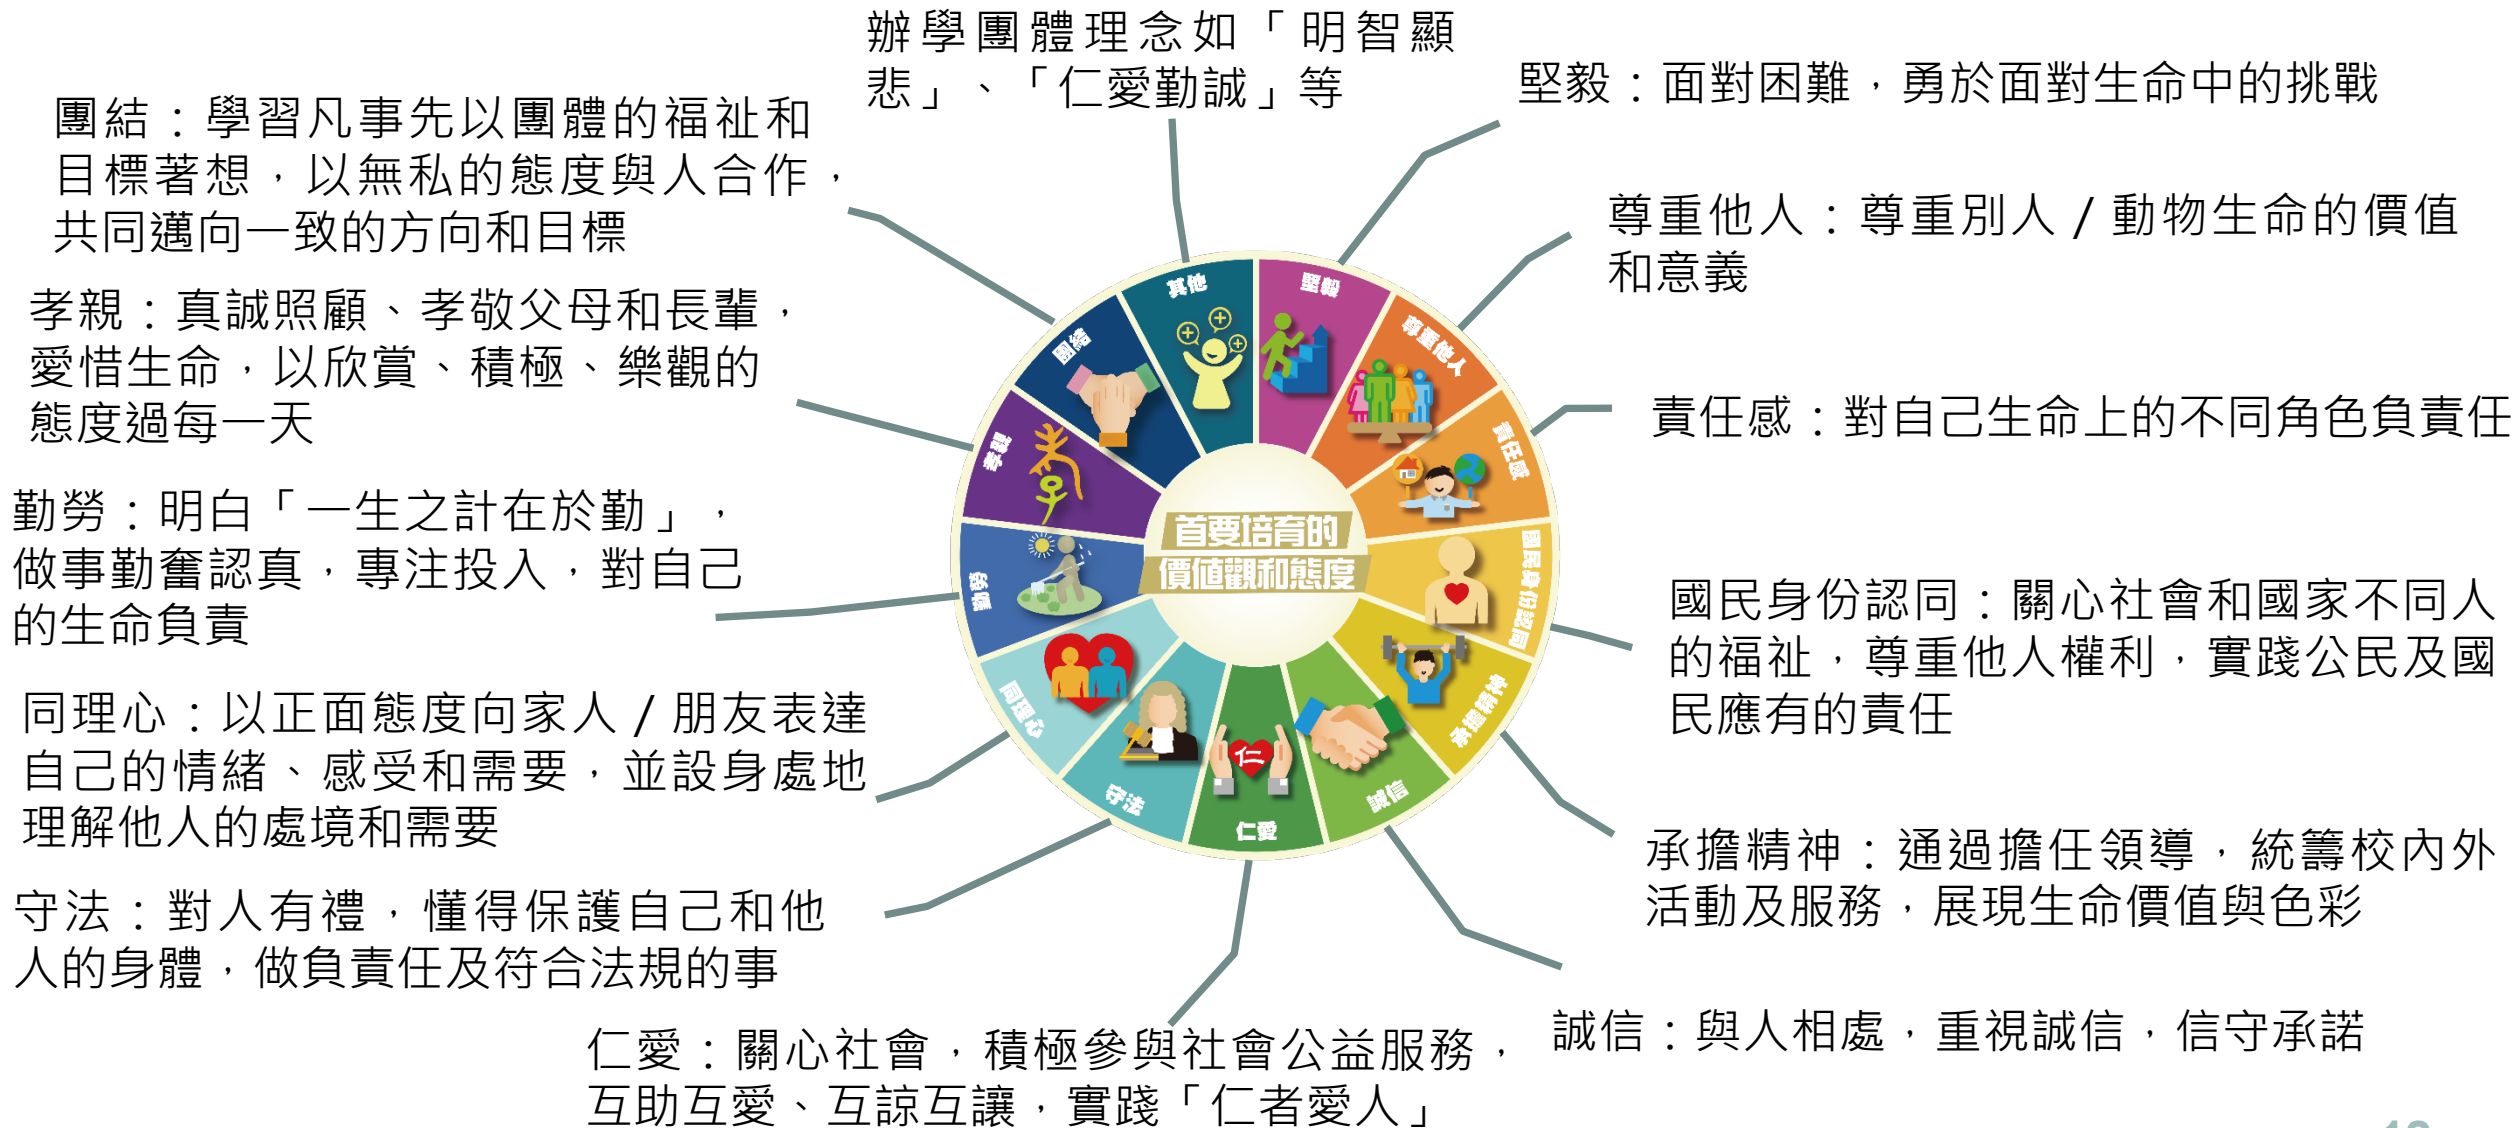 辦學團體理念如「明智顯
悲」、「仁愛勤誠」等
堅毅：面對困難，勇於面對生命中的挑戰
尊重他人：尊重別人/動物生命的價值
和意義
責任感：對自己生命上的不同角色負責任
國民身份認同：關心社會和國家不同人
的福祉，尊重他人權利，實踐公民及國
民應有的責任
承擔精神：通過擔任領導，統籌校內外
活動及服務，展現生命價值與色彩
誠信：與人相處，重視誠信，信守承諾
仁愛：關心社會，積極參與社會公益服務，
互助互愛、互諒互讓，實踐「仁者愛人」
守法：對人有禮，懂得保護自己和他
人的身體，做負責任及符合法規的事
同理心：以正面態度向家人/朋友表達
自己的情緒、感受和需要，並設身處地
理解他人的處境和需要
勤勞：明白「一生之計在於勤」，
做事勤奮認真，專注投入，對自己
的生命負責
孝親：真誠照顧、孝敬父母和長輩，
愛惜生命，以欣賞、積極、樂觀的
態度過每一天
團結：學習凡事先以團體的福祉和
目標著想，以無私的態度與人合作，
共同邁向一致的方向和目標
首要培育的
價值觀和態度
其他
堅毅
尊重他人
責任感
國民身份認同
承擔精神
誠信
仁愛
仁
守法
同理心
勤勞
孝親
團結